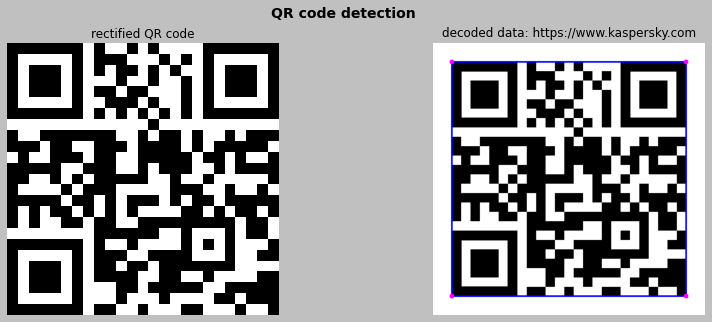 QR code detection
rectified QR code
decoded data: https://www.kaspersky.com